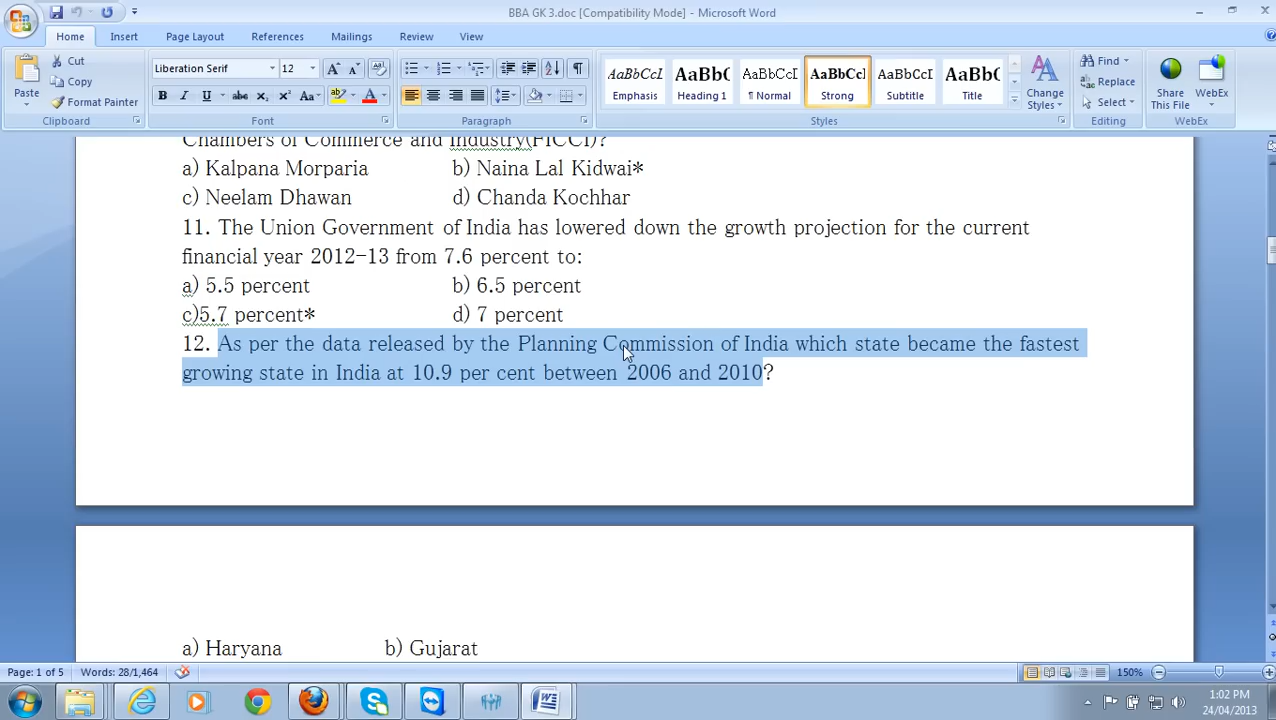 BBA GK 3.doc [Compatibility Mode] - Microsoft Word
Home Insert Page Layout References Mailings Review View
Paste
Cut
Copy
Format Painter
Clipboard
Liberation Serif 12
B I U abc x₂ x² Aa ab A
Font
Paragraph
AaBbCcI AaBbC AaBbCcI AaBbCc AaBbCcI AaBb(
Emphasis Heading 1 ¶ Normal Strong Subtitle Title
Change Styles
Styles
Find
Replace
Select
Editing
Share This File WebEx
WebEx
Chambers of Commerce and Industry(FICCI)?
a) Kalpana Morparia b) Naina Lal Kidwai*
c) Neelam Dhawan d) Chanda Kochhar
11. The Union Government of India has lowered down the growth projection for the current
financial year 2012-13 from 7.6 percent to:
a) 5.5 percent b) 6.5 percent
c)5.7 percent* d) 7 percent
12. As per the data released by the Planning Commission of India which state became the fastest
growing state in India at 10.9 per cent between 2006 and 2010?
a) Haryana b) Gujarat
Page: 1 of 5 Words: 28/1,464 150%
1:02 PM
24/04/2013